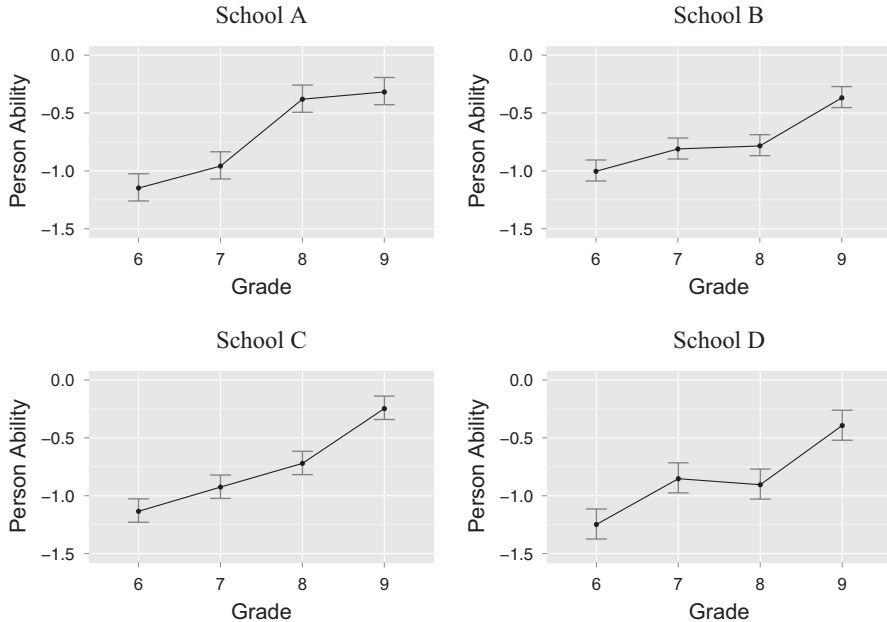 School A
0.0
−0.5
−1.0
−1.5
Person Ability
6 7 8 9
Grade
School B
0.0
−0.5
−1.0
−1.5
Person Ability
6 7 8 9
Grade
School C
0.0
−0.5
−1.0
−1.5
Person Ability
6 7 8 9
Grade
School D
0.0
−0.5
−1.0
−1.5
Person Ability
6 7 8 9
Grade